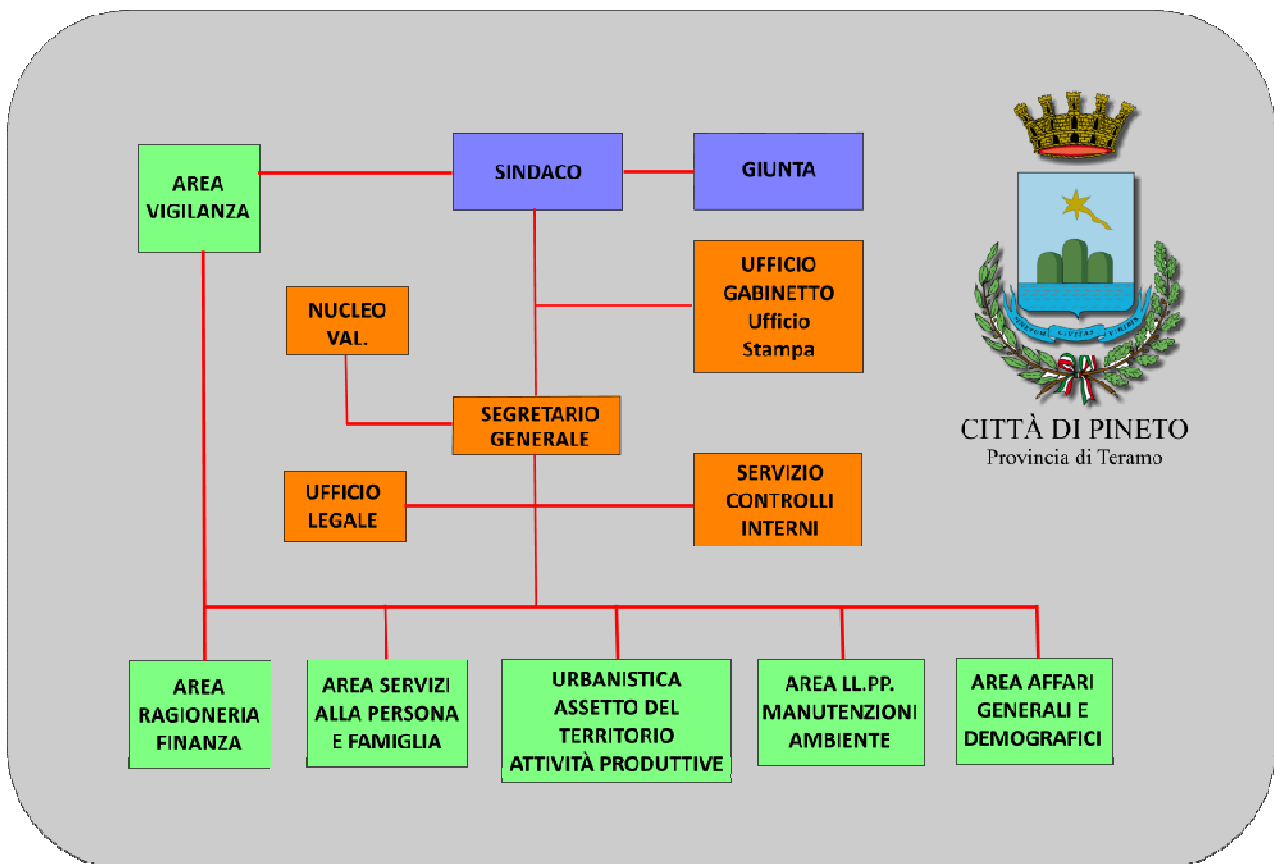 AREA
VIGILANZA
SINDACO
GIUNTA
UFFICIO
GABINETTO
Ufficio
Stampa
NUCLEO
VAL.
SEGRETARIO
GENERALE
UFFICIO
LEGALE
SERVIZIO
CONTROLLI
INTERNI
CITTÀ DI PINETO
Provincia di Teramo
AREA
RAGIONERIA
FINANZA
AREA SERVIZI
ALLA PERSONA
E FAMIGLIA
URBANISTICA
ASSETTO DEL
TERRITORIO
ATTIVITÀ PRODUTTIVE
AREA LL.PP.
MANUTENZIONI
AMBIENTE
AREA AFFARI
GENERALI E
DEMOGRAFICI